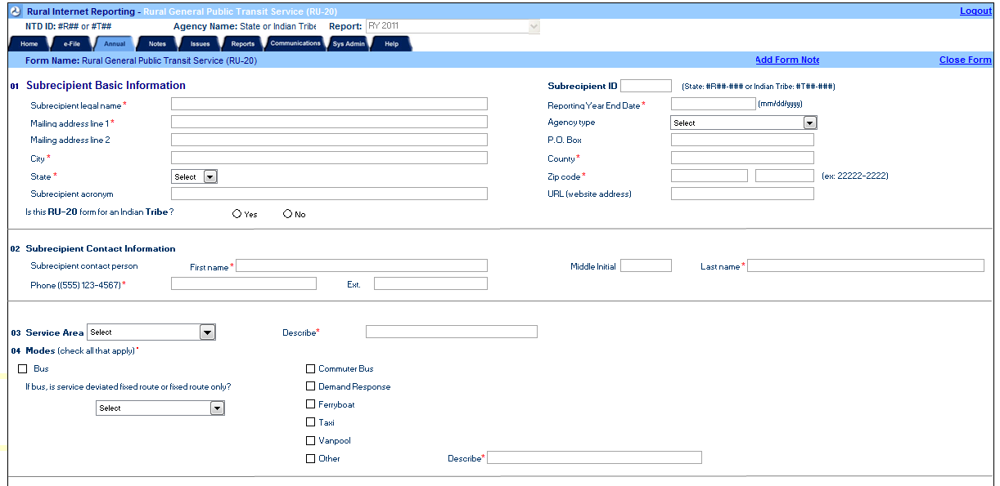 Rural Internet Reporting - Rural General Public Transit Service (RU-20) Logout
NTD ID: #R## or #T## Agency Name: State or Indian Tribe Report: RY 2011
Home e-File Annual Notes Issues Reports Communications Sys Admin Help
Form Name: Rural General Public Transit Service (RU-20) Add Form Note Close Form
01 Subrecipient Basic Information Subrecipient ID (State: #R##-### or Indian Tribe: #T##-###)
Subrecipient legal name * Reporting Year End Date * (mm/dd/yyyy)
Mailing address line 1 * Agency type Select
Mailing address line 2 P.O. Box
City * County *
State * Select Zip code * (ex: 22222-2222)
Subrecipient acronym URL (website address)
Is this RU-20 form for an Indian Tribe? Yes No
02 Subrecipient Contact Information
Subrecipient contact person First name * Middle Initial Last name *
Phone ((555) 123-4567) * Ext.
03 Service Area Select Describe*
04 Modes (check all that apply)*
Bus Commuter Bus
If bus, is service deviated fixed route or fixed route only? Demand Response
Select Ferryboat
Taxi
Vanpool
Other Describe*